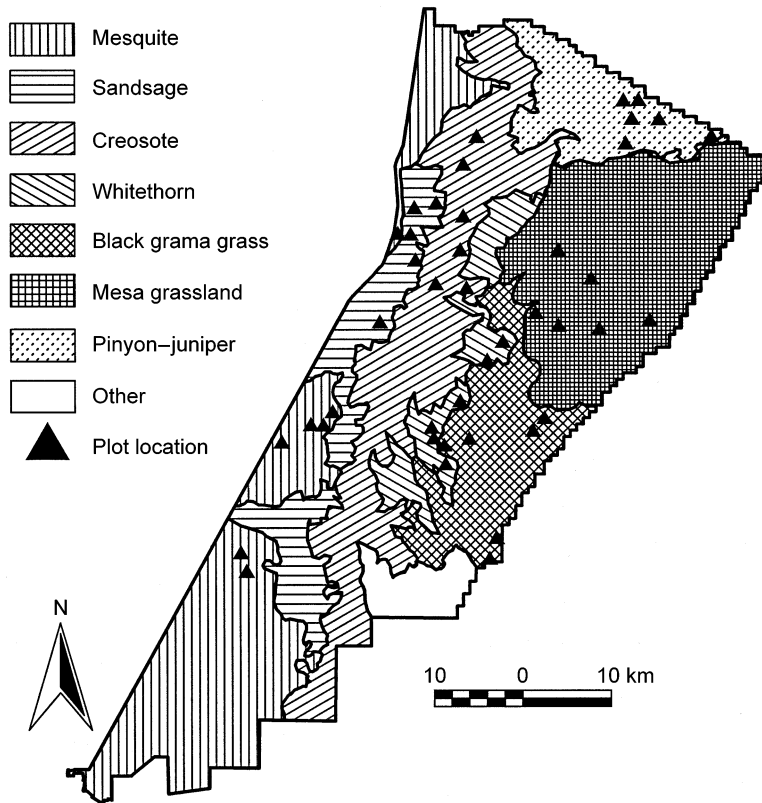 Mesquite
Sandsage
Creosote
Whitethorn
Black grama grass
Mesa grassland
Pinyon–juniper
Other
Plot location
N
10 0 10 km